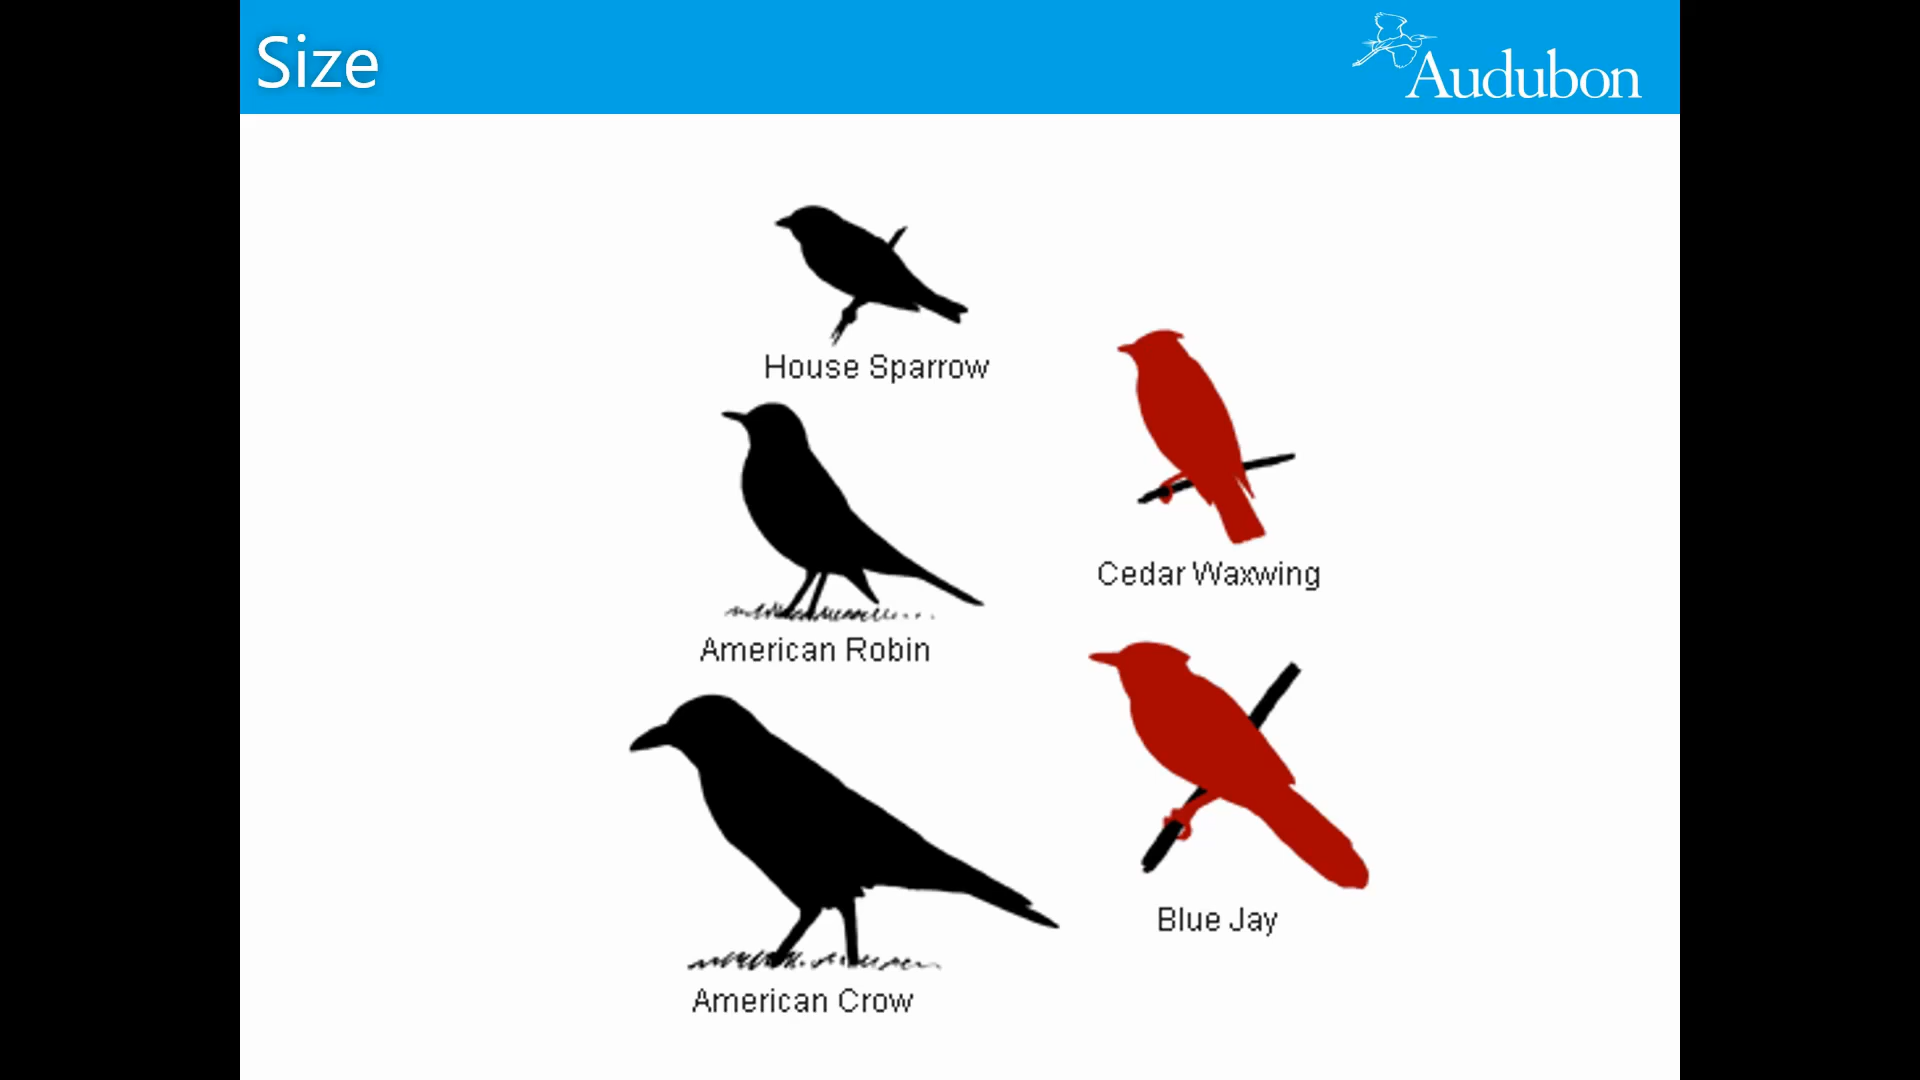 Size
Audubon
House Sparrow
Cedar Waxwing
American Robin
Blue Jay
American Crow